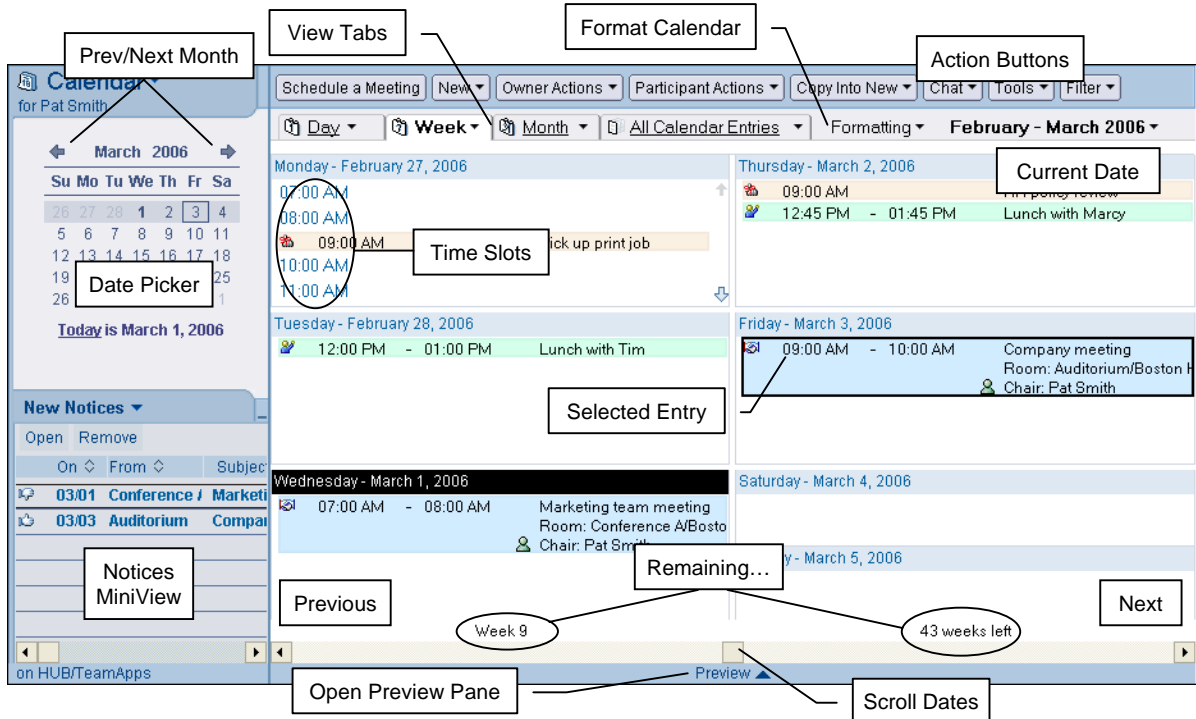 View Tabs
Format Calendar
Prev/Next Month
Action Buttons
Calendar
for Pat Smith
Schedule a Meeting New Owner Actions Participant Actions Copy Into New Chat Tools Filter
Day Week Month All Calendar Entries Formatting February - March 2006
March 2006
Su Mo Tu We Th Fr Sa
26 27 28 1 2 3 4
5 6 7 8 9 10 11
12 13 14 15 16 17 18
19 25
26 1
Date Picker
Today is March 1, 2006
Monday - February 27, 2006
07:00 AM
08:00 AM
09:00 AM ick up print job
10:00 AM
11:00 AM
Time Slots
Thursday - March 2, 2006
Current Date
09:00 AM policy review
12:45 PM - 01:45 PM Lunch with Marcy
Tuesday - February 28, 2006
12:00 PM - 01:00 PM Lunch with Tim
Friday - March 3, 2006
09:00 AM - 10:00 AM Company meeting
Room: Auditorium/Boston H
Chair: Pat Smith
Selected Entry
New Notices
Open Remove
On From Subjec
03/01 Conference A Marketi
03/03 Auditorium Compan
Notices
MiniView
Wednesday - March 1, 2006
07:00 AM - 08:00 AM Marketing team meeting
Room: Conference A/Bosto
Chair: Pat Smith
Saturday - March 4, 2006
y - March 5, 2006
Remaining…
Previous
Next
Week 9
43 weeks left
on HUB/TeamApps
Preview
Open Preview Pane
Scroll Dates